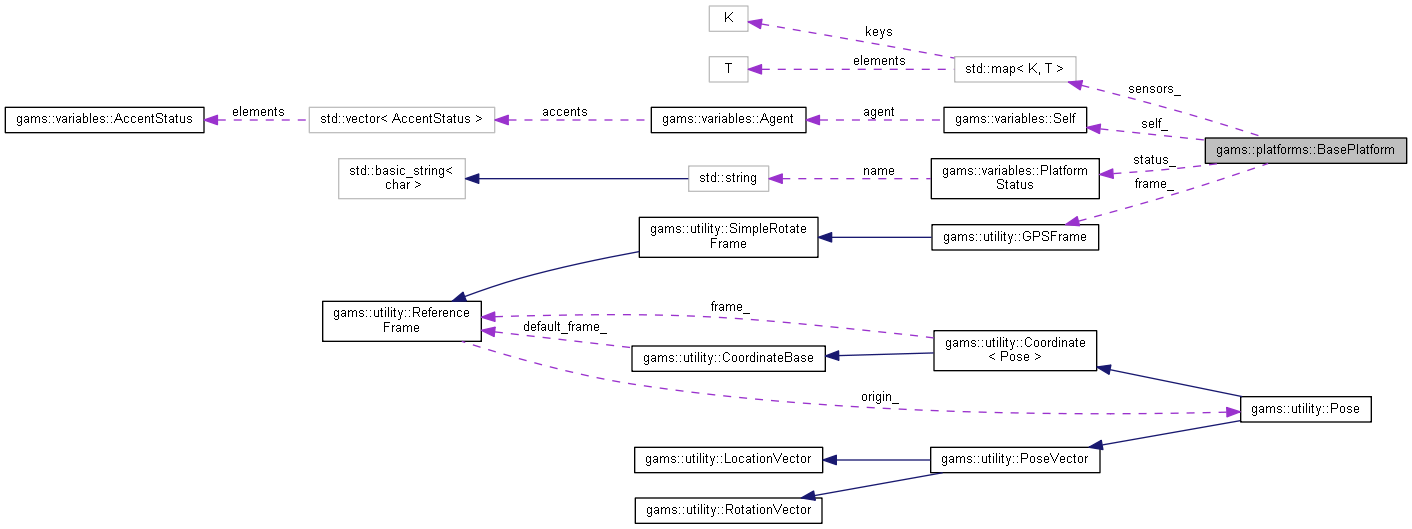 K
keys
T
elements
std::map< K, T >
sensors_
gams::variables::AccentStatus
elements
std::vector< AccentStatus >
accents
gams::variables::Agent
agent
gams::variables::Self
self_
gams::platforms::BasePlatform
std::basic_string<
char >
std::string
name
gams::variables::Platform
Status
status_
frame_
gams::utility::SimpleRotate
Frame
gams::utility::GPSFrame
gams::utility::Reference
Frame
frame_
default_frame_
gams::utility::CoordinateBase
gams::utility::Coordinate
< Pose >
origin_
gams::utility::Pose
gams::utility::LocationVector
gams::utility::PoseVector
gams::utility::RotationVector